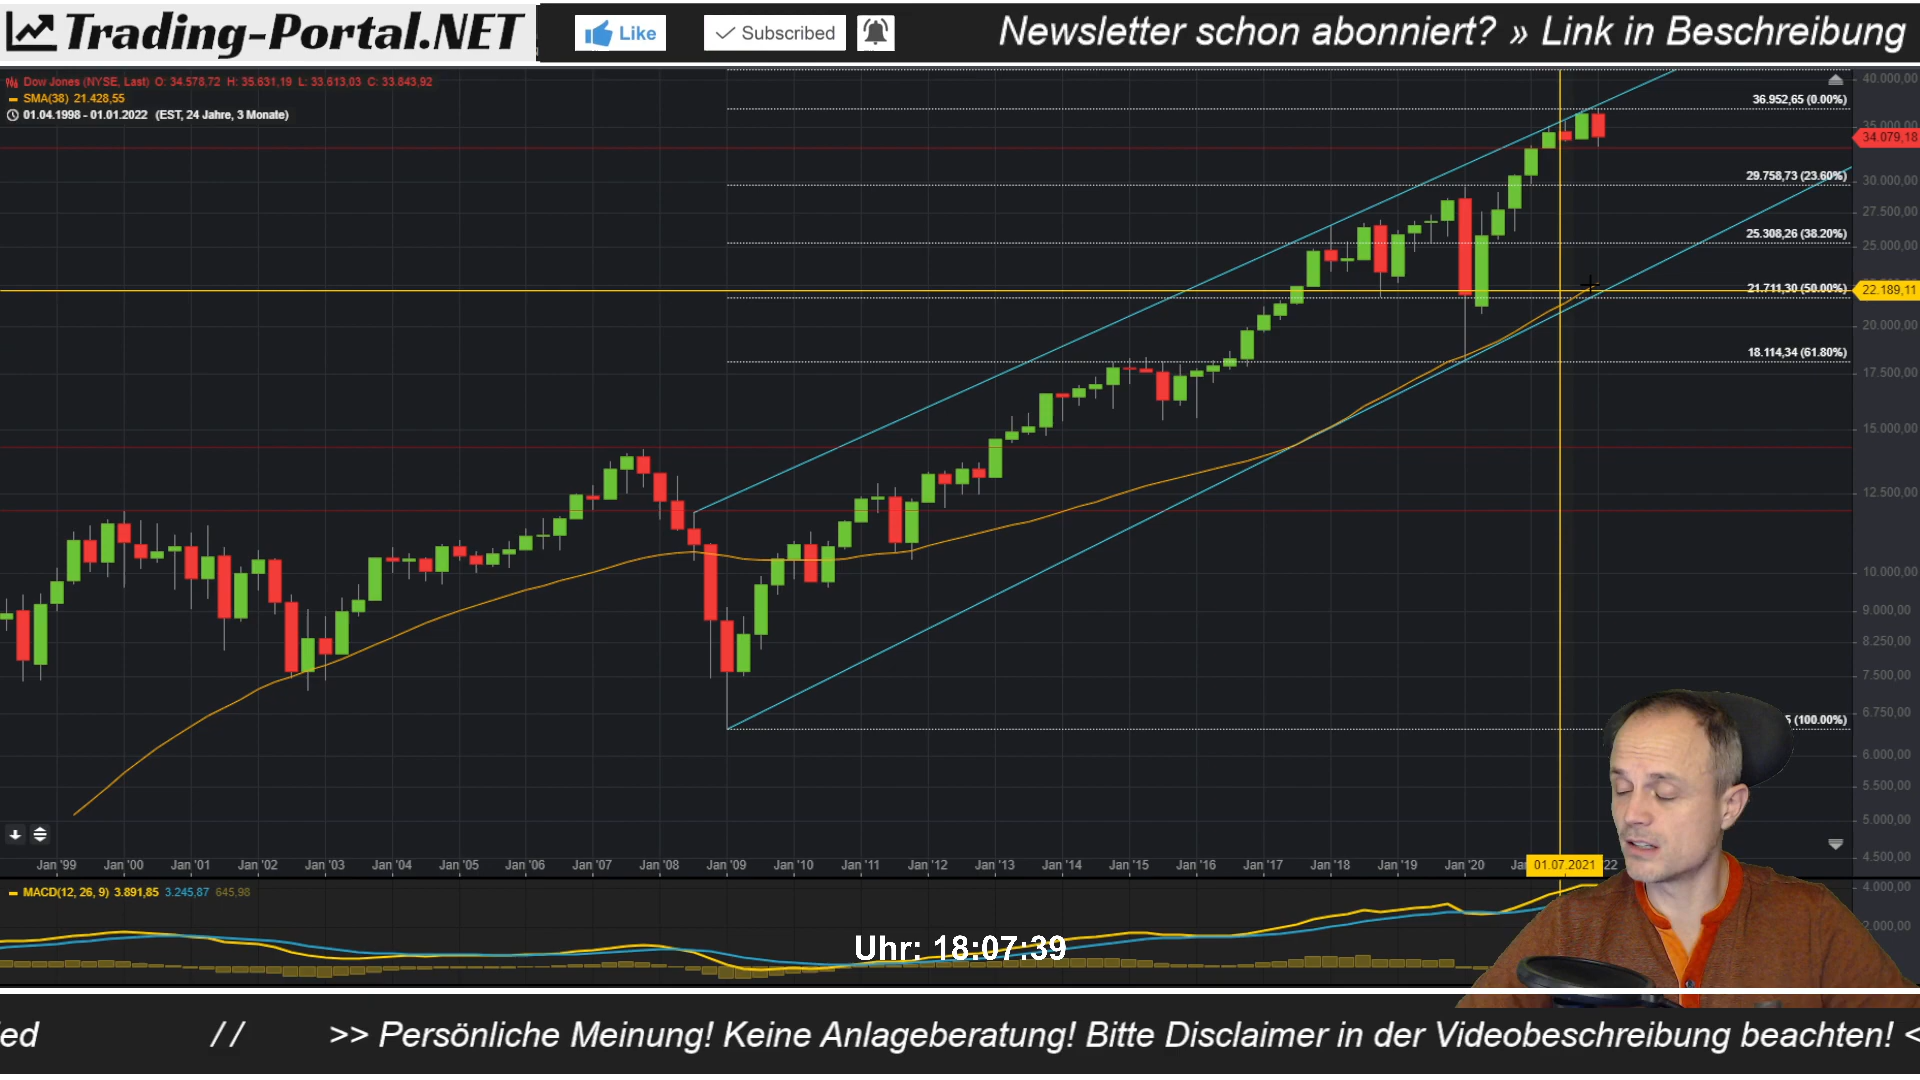 Trading-Portal.NET
Like
Subscribed
Newsletter schon abonniert? » Link in Beschreibung
Dow Jones (NYSE, Last) O: 34.578,72 H: 35.631,19 L: 33.613,03 C: 33.843,92
SMA(38) 21.428,55
01.04.1998 - 01.01.2022 (EST, 24 Jahre, 3 Monate)
40.000,00
36.952,65 (0.00%)
35.000,00
34.079,18
30.000,00
29.758,73 (23.60%)
27.500,00
25.308,26 (38.20%)
25.000,00
21.711,30 (50.00%)
22.189,11
20.000,00
18.114,34 (61.80%)
17.500,00
15.000,00
12.500,00
10.000,00
9.000,00
8.250,00
7.500,00
6.750,00
5 (100.00%)
6.000,00
5.500,00
5.000,00
4.500,00
Jan '99 Jan '00 Jan '01 Jan '02 Jan '03 Jan '04 Jan '05 Jan '06 Jan '07 Jan '08 Jan '09 Jan '10 Jan '11 Jan '12 Jan '13 Jan '14 Jan '15 Jan '16 Jan '17 Jan '18 Jan '19 Jan '20 Ja 01.07.2021 22
MACD(12, 26, 9) 3.891,85 3.245,87 645,98
4.000,00
2.000,00
Uhr: 18:07:39
ed // >> Persönliche Meinung! Keine Anlageberatung! Bitte Disclaimer in der Videobeschreibung beachten! <